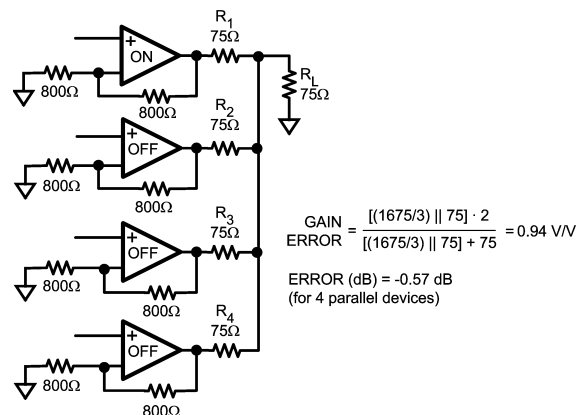 R1
75Ω
+
ON
800Ω
800Ω
RL
75Ω
R2
75Ω
+
OFF
800Ω
800Ω
R3
75Ω
+
OFF
800Ω
800Ω
R4
75Ω
+
OFF
800Ω
800Ω
GAIN ERROR = [(1675/3) || 75] · 2 / [(1675/3) || 75] + 75 = 0.94 V/V
ERROR (dB) = -0.57 dB
(for 4 parallel devices)